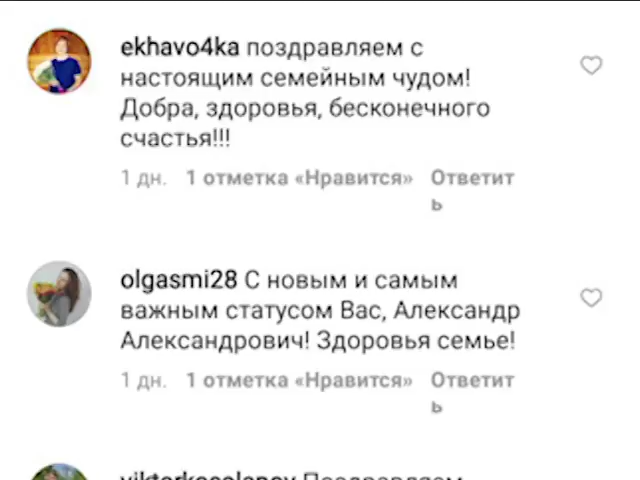 ekhavo4ka поздравляем с
настоящим семейным чудом!
Добра, здоровья, бесконечного
счастья!!!
1 дн. 1 отметка «Нравится» Ответит
ь
olgasmi28 С новым и самым
важным статусом Вас, Александр
Александрович! Здоровья семье!
1 дн. 1 отметка «Нравится» Ответит
ь
Поздравляем